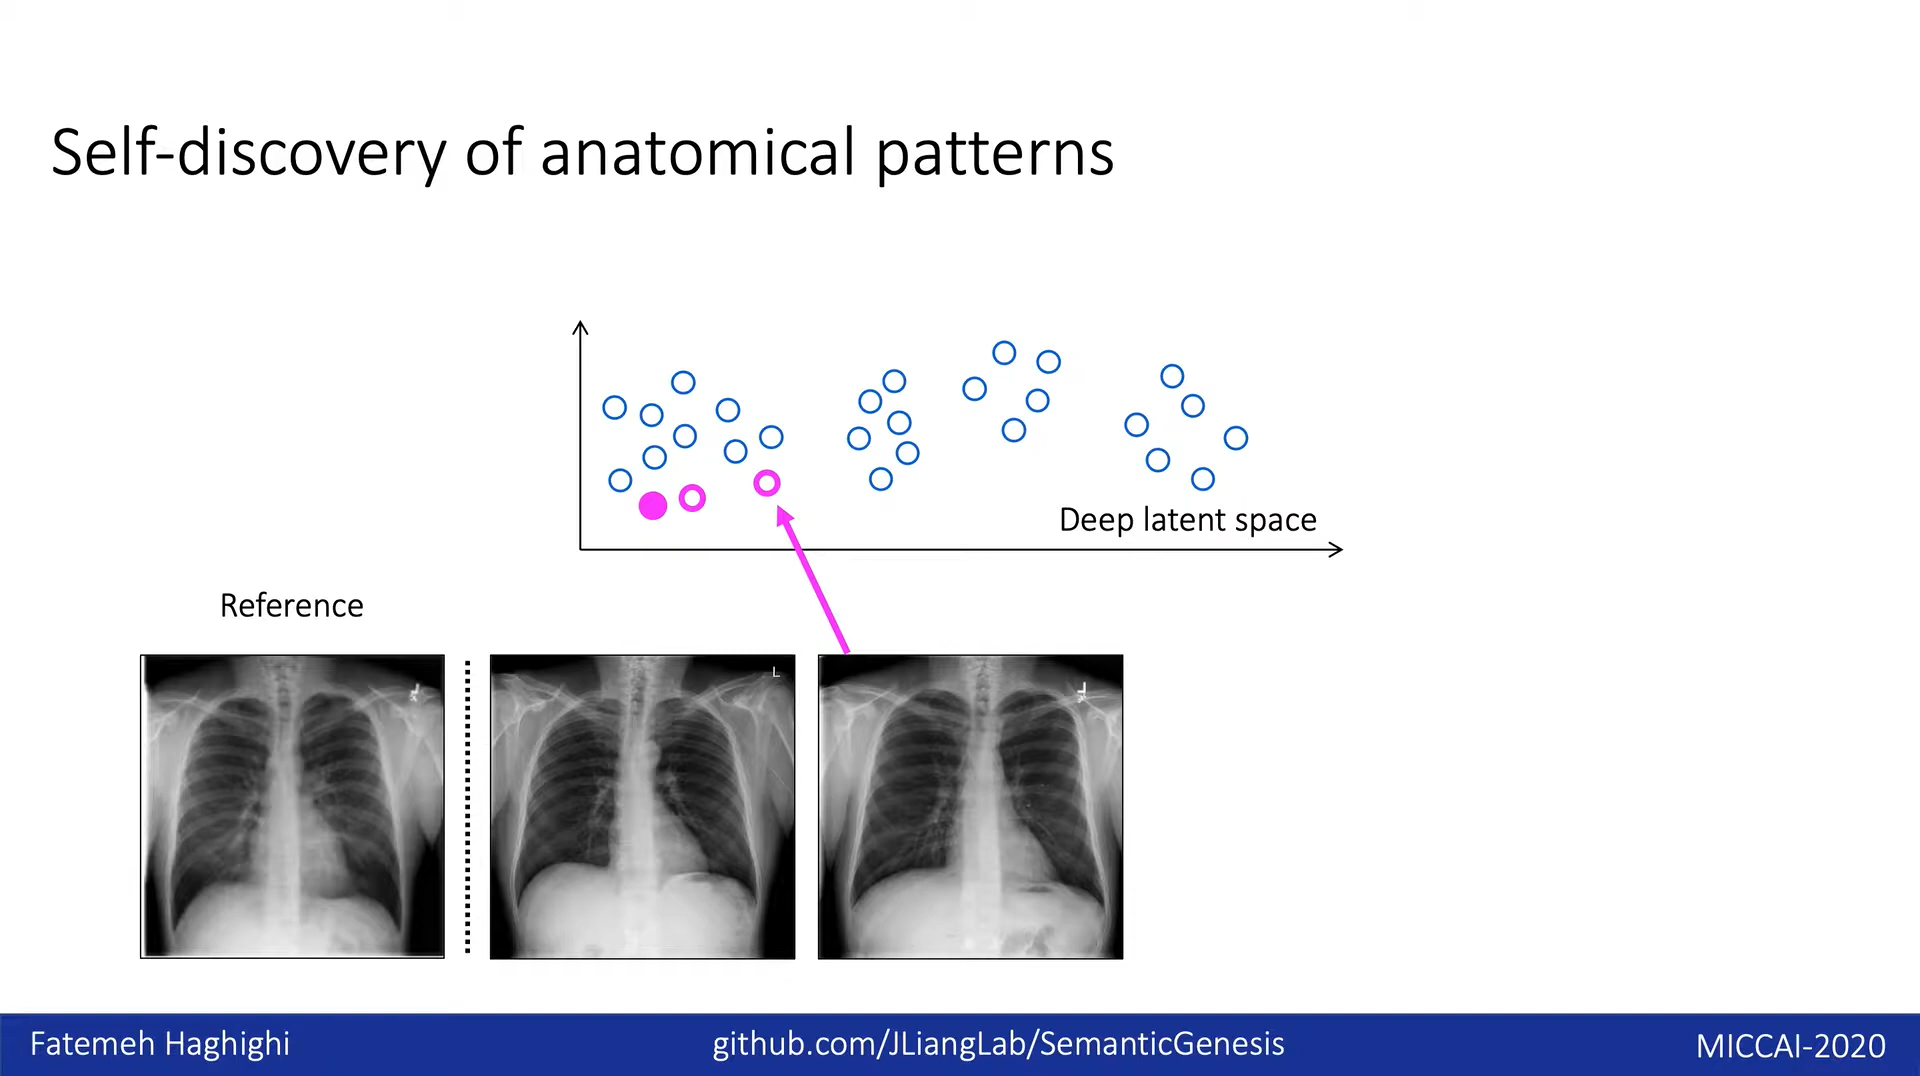 Self-discovery of anatomical patterns
Deep latent space
Reference
L
L
Fatemeh Haghighi
github.com/JLiangLab/SemanticGenesis
MICCAI-2020